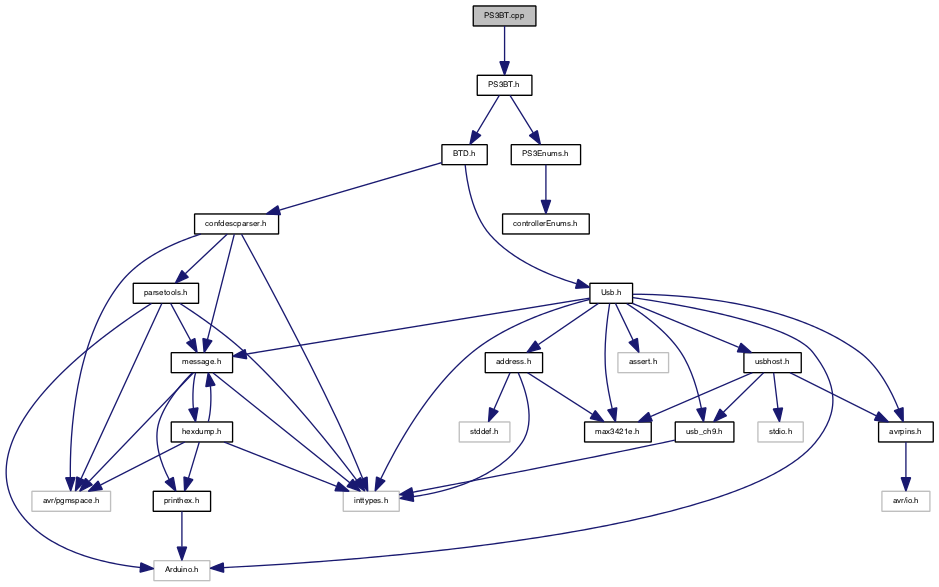 PS3BT.cpp
PS3BT.h
BTD.h
PS3Enums.h
confdescparser.h
controllerEnums.h
parsetools.h
Usb.h
message.h
address.h
assert.h
usbhost.h
hexdump.h
stddef.h
max3421e.h
usb_ch9.h
stdio.h
avrpins.h
avr/pgmspace.h
printhex.h
inttypes.h
avr/io.h
Arduino.h